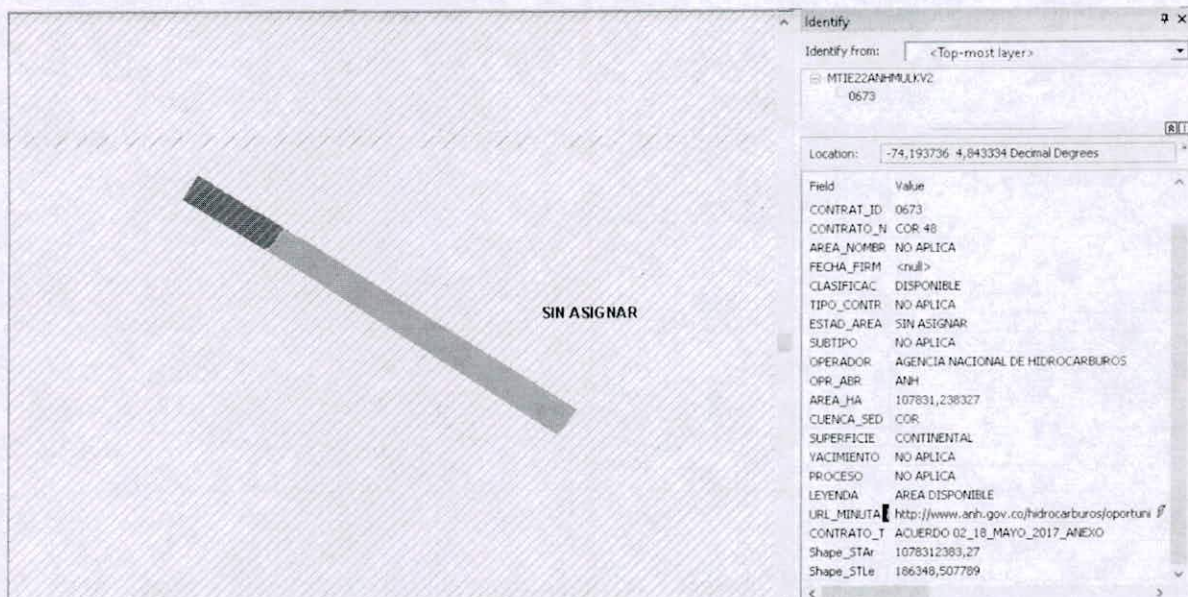 SIN ASIGNAR
Identify
Identify from: <Top-most layer>
MTIE22ANHMULKV2
0673
Location: -74,193736 4,843334 Decimal Degrees
Field Value
CONTRAT_ID 0673
CONTRATO_N COR 48
AREA_NOMBR NO APLICA
FECHA_FIRM <null>
CLASIFICAC DISPONIBLE
TIPO_CONTR NO APLICA
ESTAD_AREA SIN ASIGNAR
SUBTIPO NO APLICA
OPERADOR AGENCIA NACIONAL DE HIDROCARBUROS
OPR_ABR ANH
AREA_HA 107831,238327
CUENCA_SED COR
SUPERFICIE CONTINENTAL
YACIMIENTO NO APLICA
PROCESO NO APLICA
LEYENDA AREA DISPONIBLE
URL_MINUTA http://www.anh.gov.co/hidrocarburos/oportuni
CONTRATO_T ACUERDO 02_18_MAYO_2017_ANEXO
Shape_STAr 1078312383,27
Shape_STLe 186348,507789